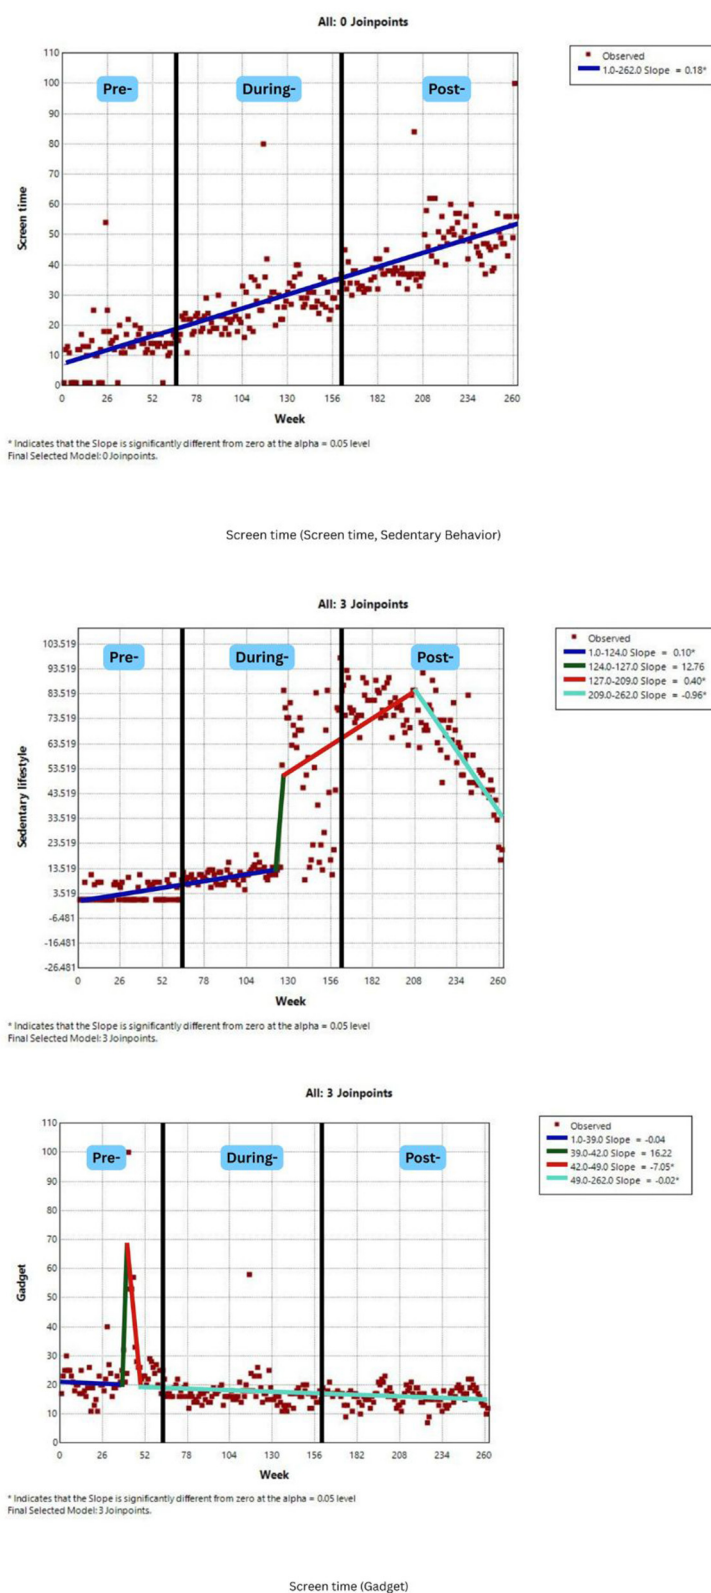 All: 0 Joinpoints
110
100
90
80
70
60
50
40
30
20
10
0
Screen time
Pre-
During-
Post-
0 26 52 78 104 130 156 182 208 234 260
Week
Observed
1.0-262.0 Slope = 0.18*
* Indicates that the Slope is significantly different from zero at the alpha = 0.05 level
Final Selected Model: 0 Joinpoints.
Screen time (Screen time, Sedentary Behavior)
All: 3 Joinpoints
103.519
93.519
83.519
73.519
63.519
53.519
43.519
33.519
23.519
13.519
3.519
-6.481
-16.481
-26.481
Sedentary lifestyle
Pre-
During-
Post-
0 26 52 78 104 130 156 182 208 234 260
Week
Observed
1.0-124.0 Slope = 0.10*
124.0-127.0 Slope = 12.76
127.0-209.0 Slope = 0.40*
209.0-262.0 Slope = -0.96*
* Indicates that the Slope is significantly different from zero at the alpha = 0.05 level
Final Selected Model: 3 Joinpoints.
All: 3 Joinpoints
110
100
90
80
70
60
50
40
30
20
10
0
Gadget
Pre-
During-
Post-
0 26 52 78 104 130 156 182 208 234 260
Week
Observed
1.0-39.0 Slope = -0.04
39.0-42.0 Slope = 16.22
42.0-49.0 Slope = -7.05*
49.0-262.0 Slope = -0.02*
* Indicates that the Slope is significantly different from zero at the alpha = 0.05 level
Final Selected Model: 3 Joinpoints.
Screen time (Gadget)